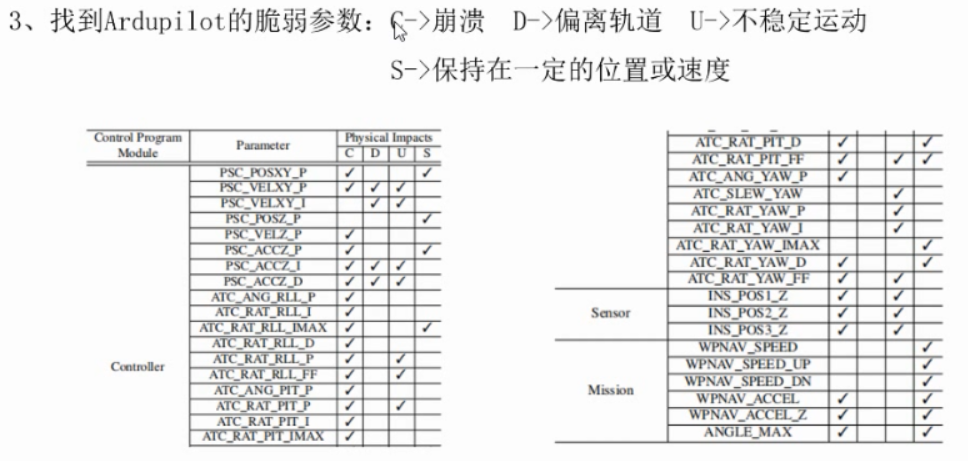 3、找到Ardupilot的脆弱参数：C->崩溃 D->偏离轨道 U->不稳定运动
S->保持在一定的位置或速度
Control Program Module Parameter Physical Impacts
C D U S
PSC_POSXY_P ✓ ✓
PSC_VELXY_P ✓ ✓ ✓
PSC_VELXY_I ✓ ✓
PSC_POSZ_P ✓
PSC_VELZ_P ✓
PSC_ACCZ_P ✓ ✓
PSC_ACCZ_I ✓ ✓ ✓
PSC_ACCZ_D ✓ ✓ ✓
ATC_ANG_RLL_P ✓
ATC_RAT_RLL_I ✓
ATC_RAT_RLL_IMAX ✓ ✓
ATC_RAT_RLL_D ✓
Controller
ATC_RAT_RLL_P ✓ ✓
ATC_RAT_RLL_FF ✓ ✓
ATC_ANG_PIT_P ✓
ATC_RAT_PIT_P ✓ ✓
ATC_RAT_PIT_I ✓
ATC_RAT_PIT_IMAX ✓
ATC_RAT_PIT_D ✓ ✓
ATC_RAT_PIT_FF ✓ ✓ ✓
ATC_ANG_YAW_P ✓
ATC_SLEW_YAW ✓
ATC_RAT_YAW_P ✓
ATC_RAT_YAW_I ✓
ATC_RAT_YAW_IMAX ✓
ATC_RAT_YAW_D ✓ ✓
ATC_RAT_YAW_FF ✓ ✓
INS_POS1_Z ✓ ✓
Sensor INS_POS2_Z ✓ ✓
INS_POS3_Z ✓ ✓
WPNAV_SPEED ✓
WPNAV_SPEED_UP ✓
Mission WPNAV_SPEED_DN ✓
WPNAV_ACCEL ✓ ✓
WPNAV_ACCEL_Z ✓ ✓
ANGLE_MAX ✓ ✓